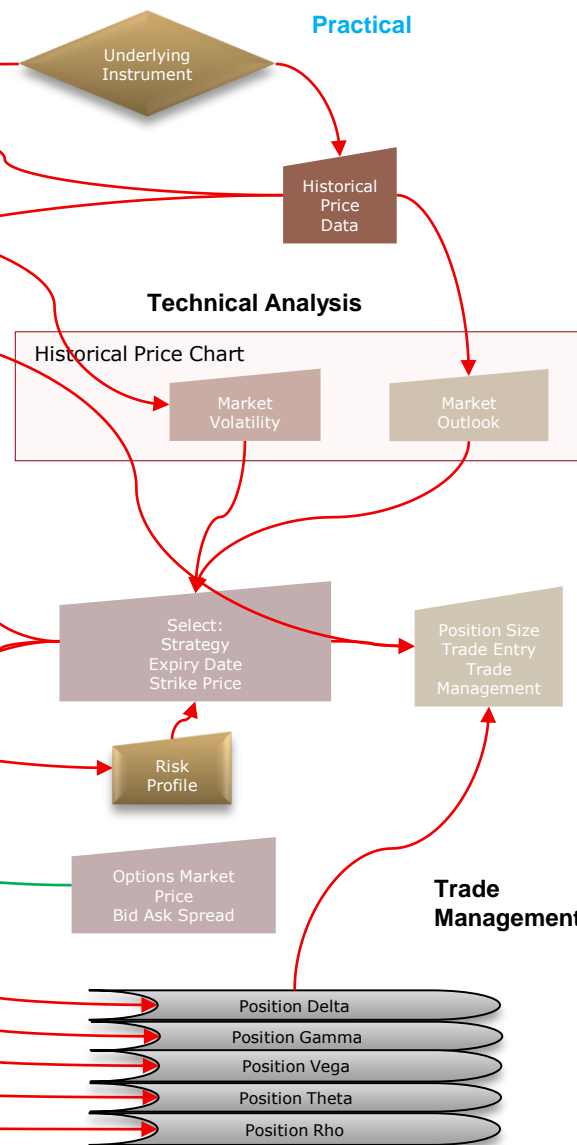 Practical
Underlying
Instrument
Historical
Price
Data
Technical Analysis
Historical Price Chart
Market
Volatility
Market
Outlook
Select:
Strategy
Expiry Date
Strike Price
Position Size
Trade Entry
Trade
Management
Risk
Profile
Options Market
Price
Bid Ask Spread
Trade
Management
Position Delta
Position Gamma
Position Vega
Position Theta
Position Rho